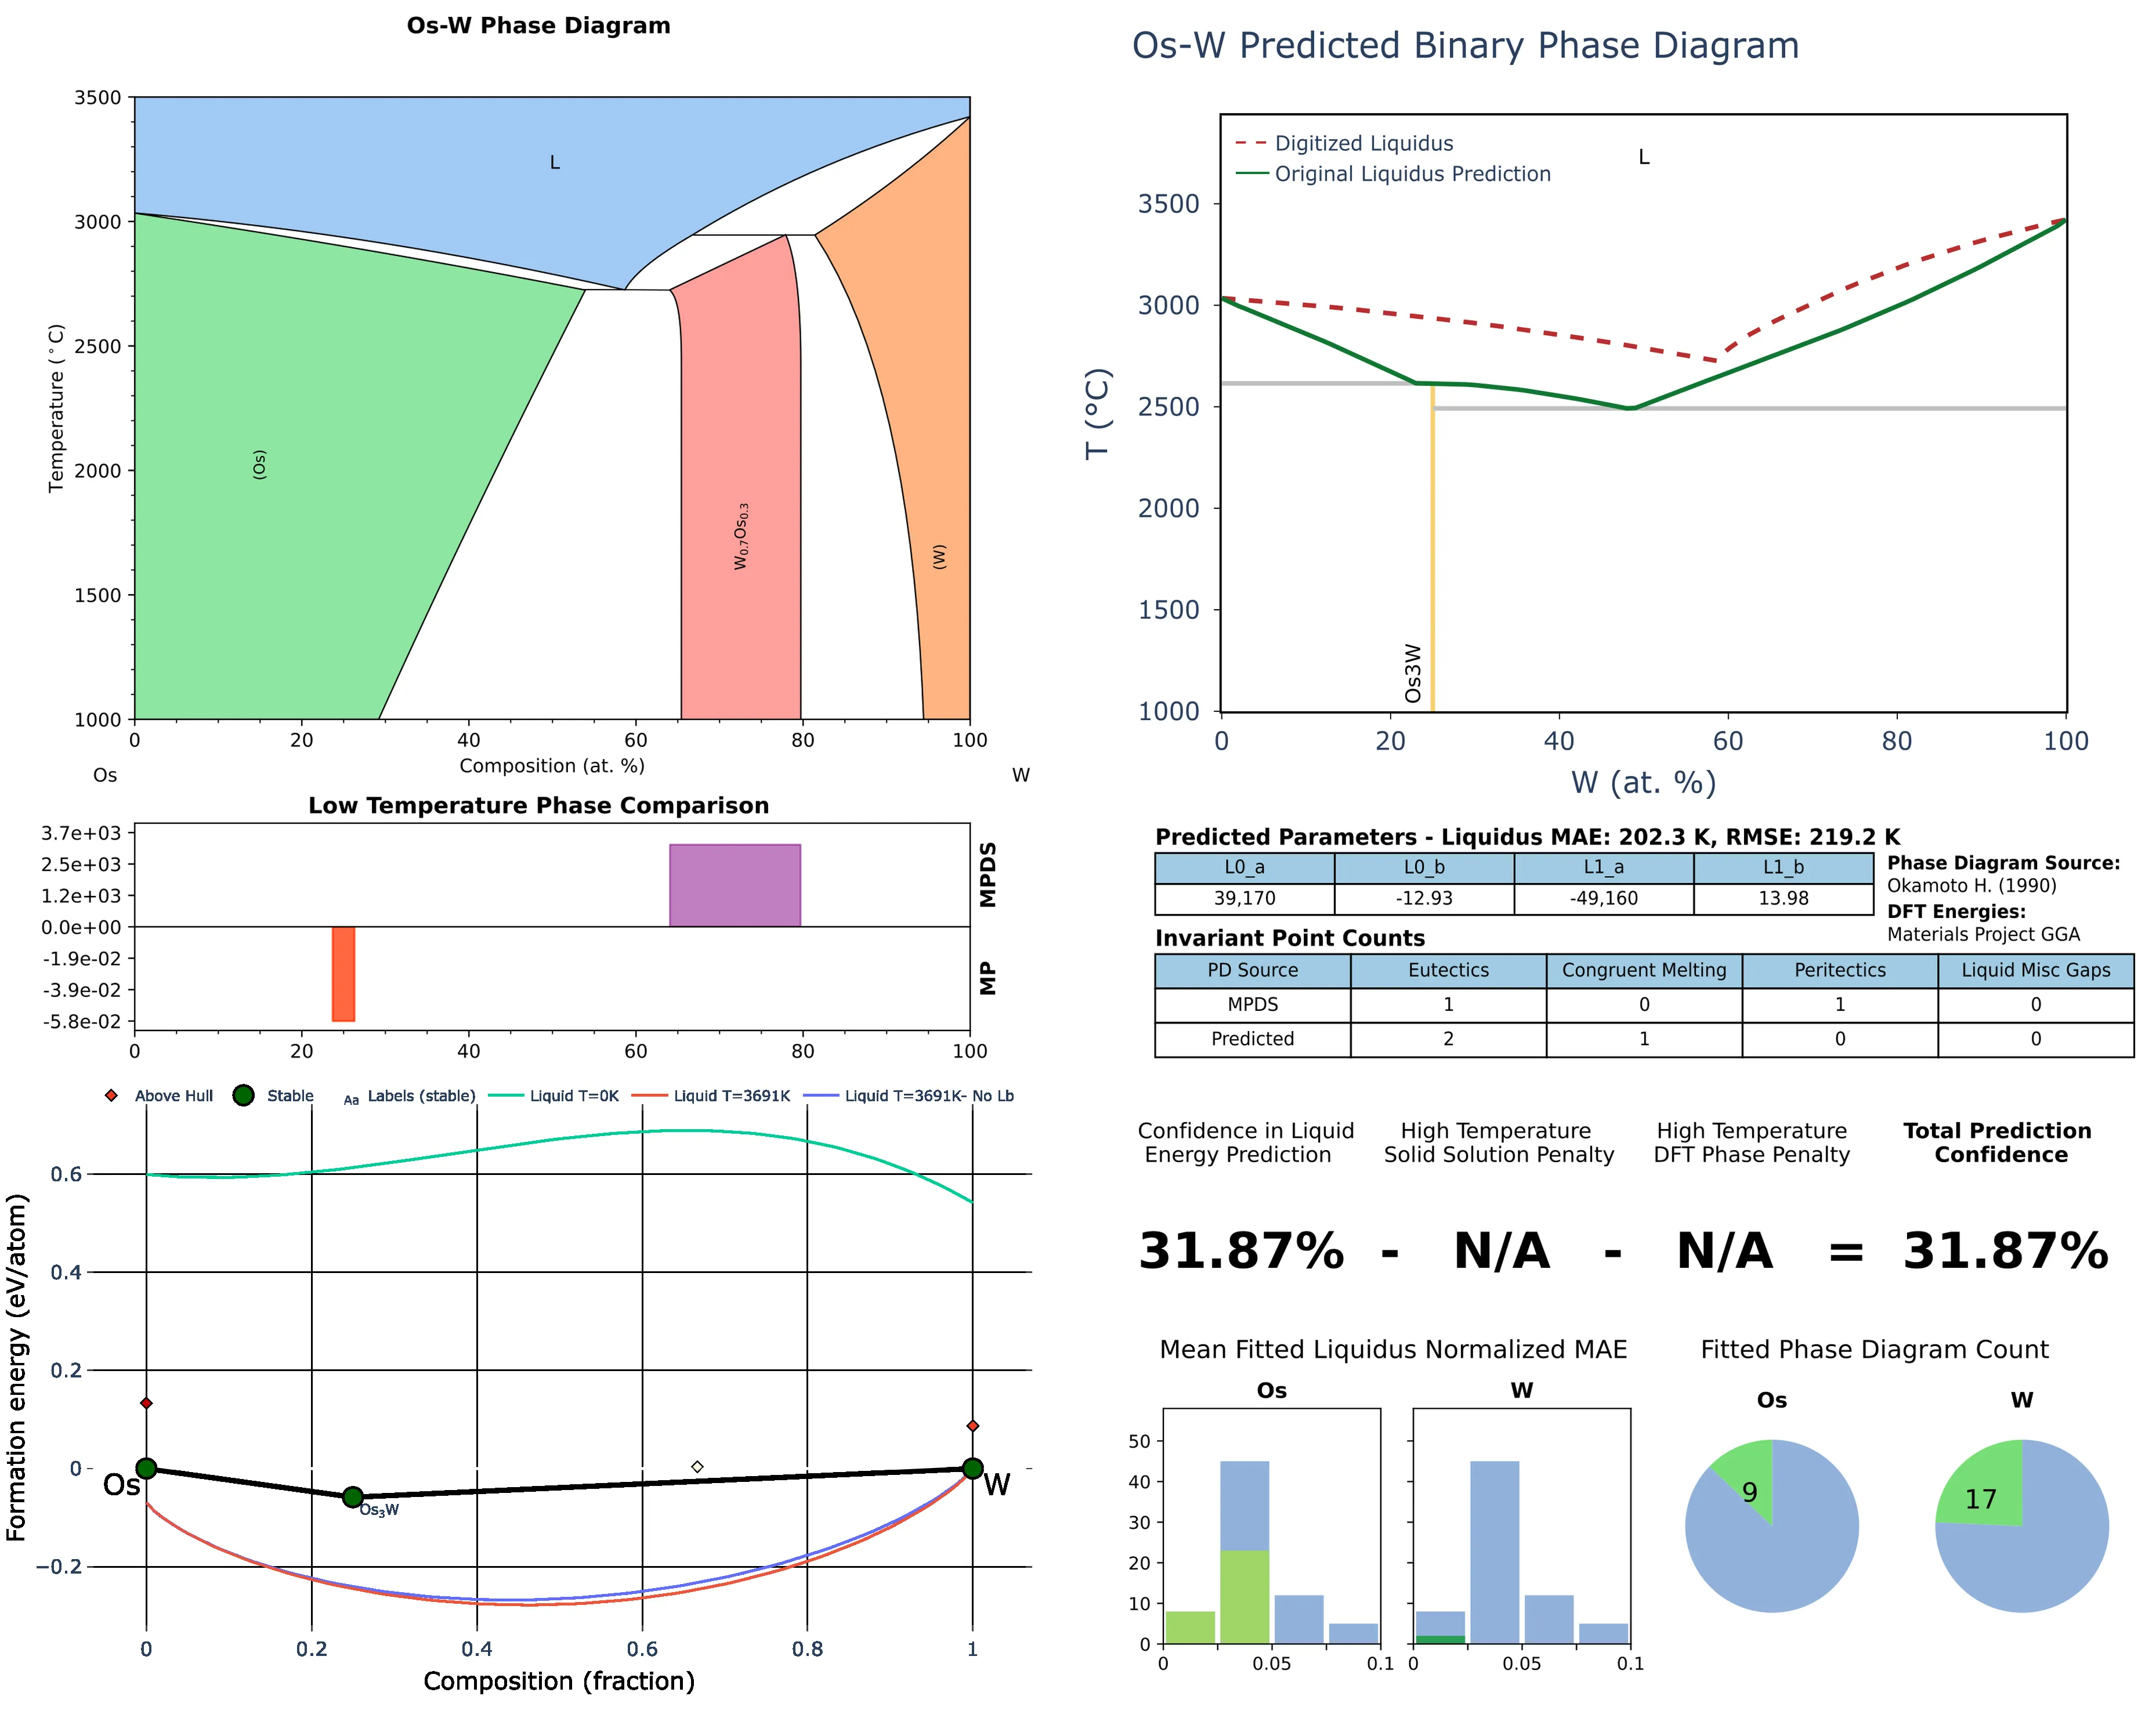 Os-W Phase Diagram
3500
3000
2500
2000
1500
1000
Temperature (°C)
L
(Os)
W0.7Os0.3
(W)
0 20 40 60 80 100
Os Composition (at. %) W
Low Temperature Phase Comparison
3.7e+03
2.5e+03
1.2e+03
0.0e+00
-1.9e-02
-3.9e-02
-5.8e-02
MPDS
MP
0 20 40 60 80 100
Above Hull Stable Aa Labels (stable) Liquid T=0K Liquid T=3691K Liquid T=3691K- No Lb
0.6
0.4
0.2
0
−0.2
Formation energy (eV/atom)
Os
Os3W
W
0 0.2 0.4 0.6 0.8 1
Composition (fraction)
Os-W Predicted Binary Phase Diagram
Digitized Liquidus
Original Liquidus Prediction
L
3500
3000
2500
2000
1500
1000
T (°C)
Os3W
0 20 40 60 80 100
W (at. %)
Predicted Parameters - Liquidus MAE: 202.3 K, RMSE: 219.2 K
L0_a L0_b L1_a L1_b
39,170 -12.93 -49,160 13.98
Phase Diagram Source:
Okamoto H. (1990)
DFT Energies:
Materials Project GGA
Invariant Point Counts
PD Source Eutectics Congruent Melting Peritectics Liquid Misc Gaps
MPDS 1 0 1 0
Predicted 2 1 0 0
Confidence in Liquid
Energy Prediction
High Temperature
Solid Solution Penalty
High Temperature
DFT Phase Penalty
Total Prediction
Confidence
31.87% - N/A - N/A = 31.87%
Mean Fitted Liquidus Normalized MAE
Os W
50
40
30
20
10
0
0 0.05 0.1 0 0.05 0.1
Fitted Phase Diagram Count
Os W
9 17